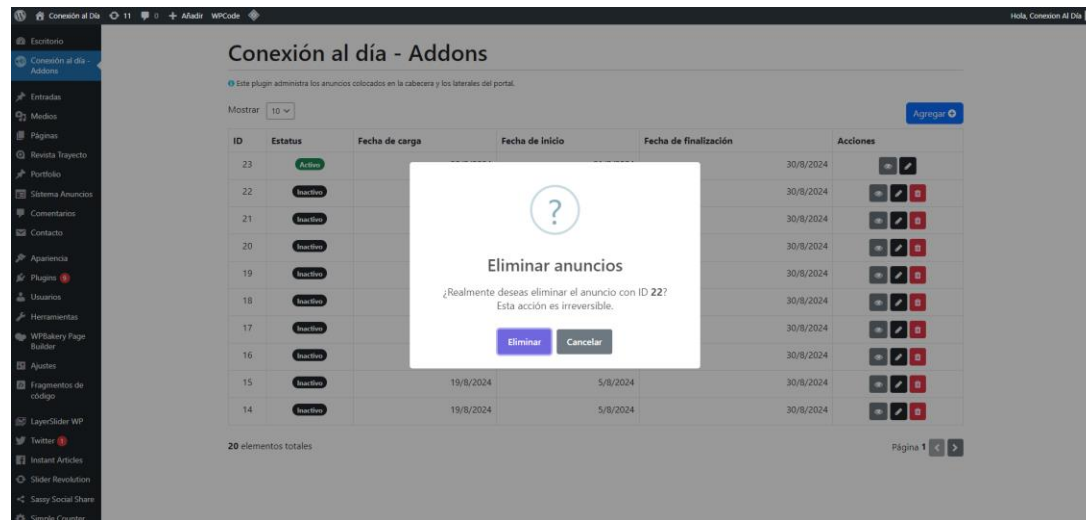 Conexión al Día 11 0 + Añadir WPCode Hola, Conexion Al Día
Escritorio
Conexión al día -
Addons
Entradas
Medios
Páginas
Revista Trayecto
Portfolio
Sistema Anuncios
Comentarios
Contacto
Apariencia
Plugins 9
Usuarios
Herramientas
WPBakery Page
Builder
Ajustes
Fragmentos de
código
LayerSlider WP
Twitter 1
Instant Articles
Slider Revolution
Sassy Social Share
Simple Counter
Conexión al día - Addons
Este plugin administra los anuncios colocados en la cabecera y los laterales del portal.
Mostrar 10 Agregar
ID Estatus Fecha de carga Fecha de inicio Fecha de finalización Acciones
23 Activo 30/8/2024
22 Inactivo 30/8/2024
21 Inactivo 30/8/2024
20 Inactivo 30/8/2024
19 Inactivo 30/8/2024
18 Inactivo 30/8/2024
17 Inactivo 30/8/2024
16 Inactivo 30/8/2024
15 Inactivo 19/8/2024 5/8/2024 30/8/2024
14 Inactivo 19/8/2024 5/8/2024 30/8/2024
20 elementos totales Página 1 < >
?
Eliminar anuncios
¿Realmente deseas eliminar el anuncio con ID 22?
Esta acción es irreversible.
Eliminar Cancelar